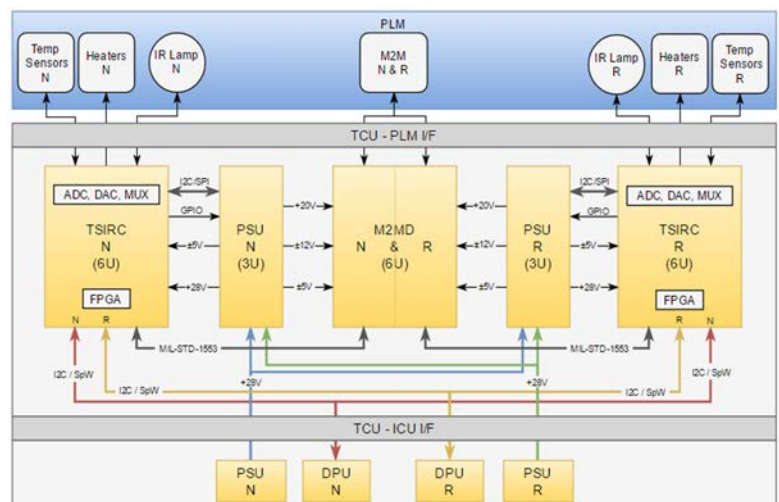 PLM
Temp
Sensors
N
Heaters
N
IR Lamp
N
M2M
N & R
IR Lamp
R
Heaters
R
Temp
Sensors
R
TCU - PLM I/F
ADC, DAC, MUX
TSIRC
N
(6U)
FPGA
N R
I2C/SPI
GPIO
±5V
+28V
PSU
N
(3U)
+20V
±12V
±5V
M2MD
N & R
(6U)
+20V
±12V
±5V
PSU
R
(3U)
I2C/SPI
GPIO
±5V
+28V
ADC, DAC, MUX
TSIRC
R
(6U)
FPGA
R N
MIL-STD-1553
MIL-STD-1553
I2C / SpW
I2C / SpW
+28V
+28V
I2C / SpW
I2C / SpW
TCU - ICU I/F
PSU
N
DPU
N
DPU
R
PSU
R